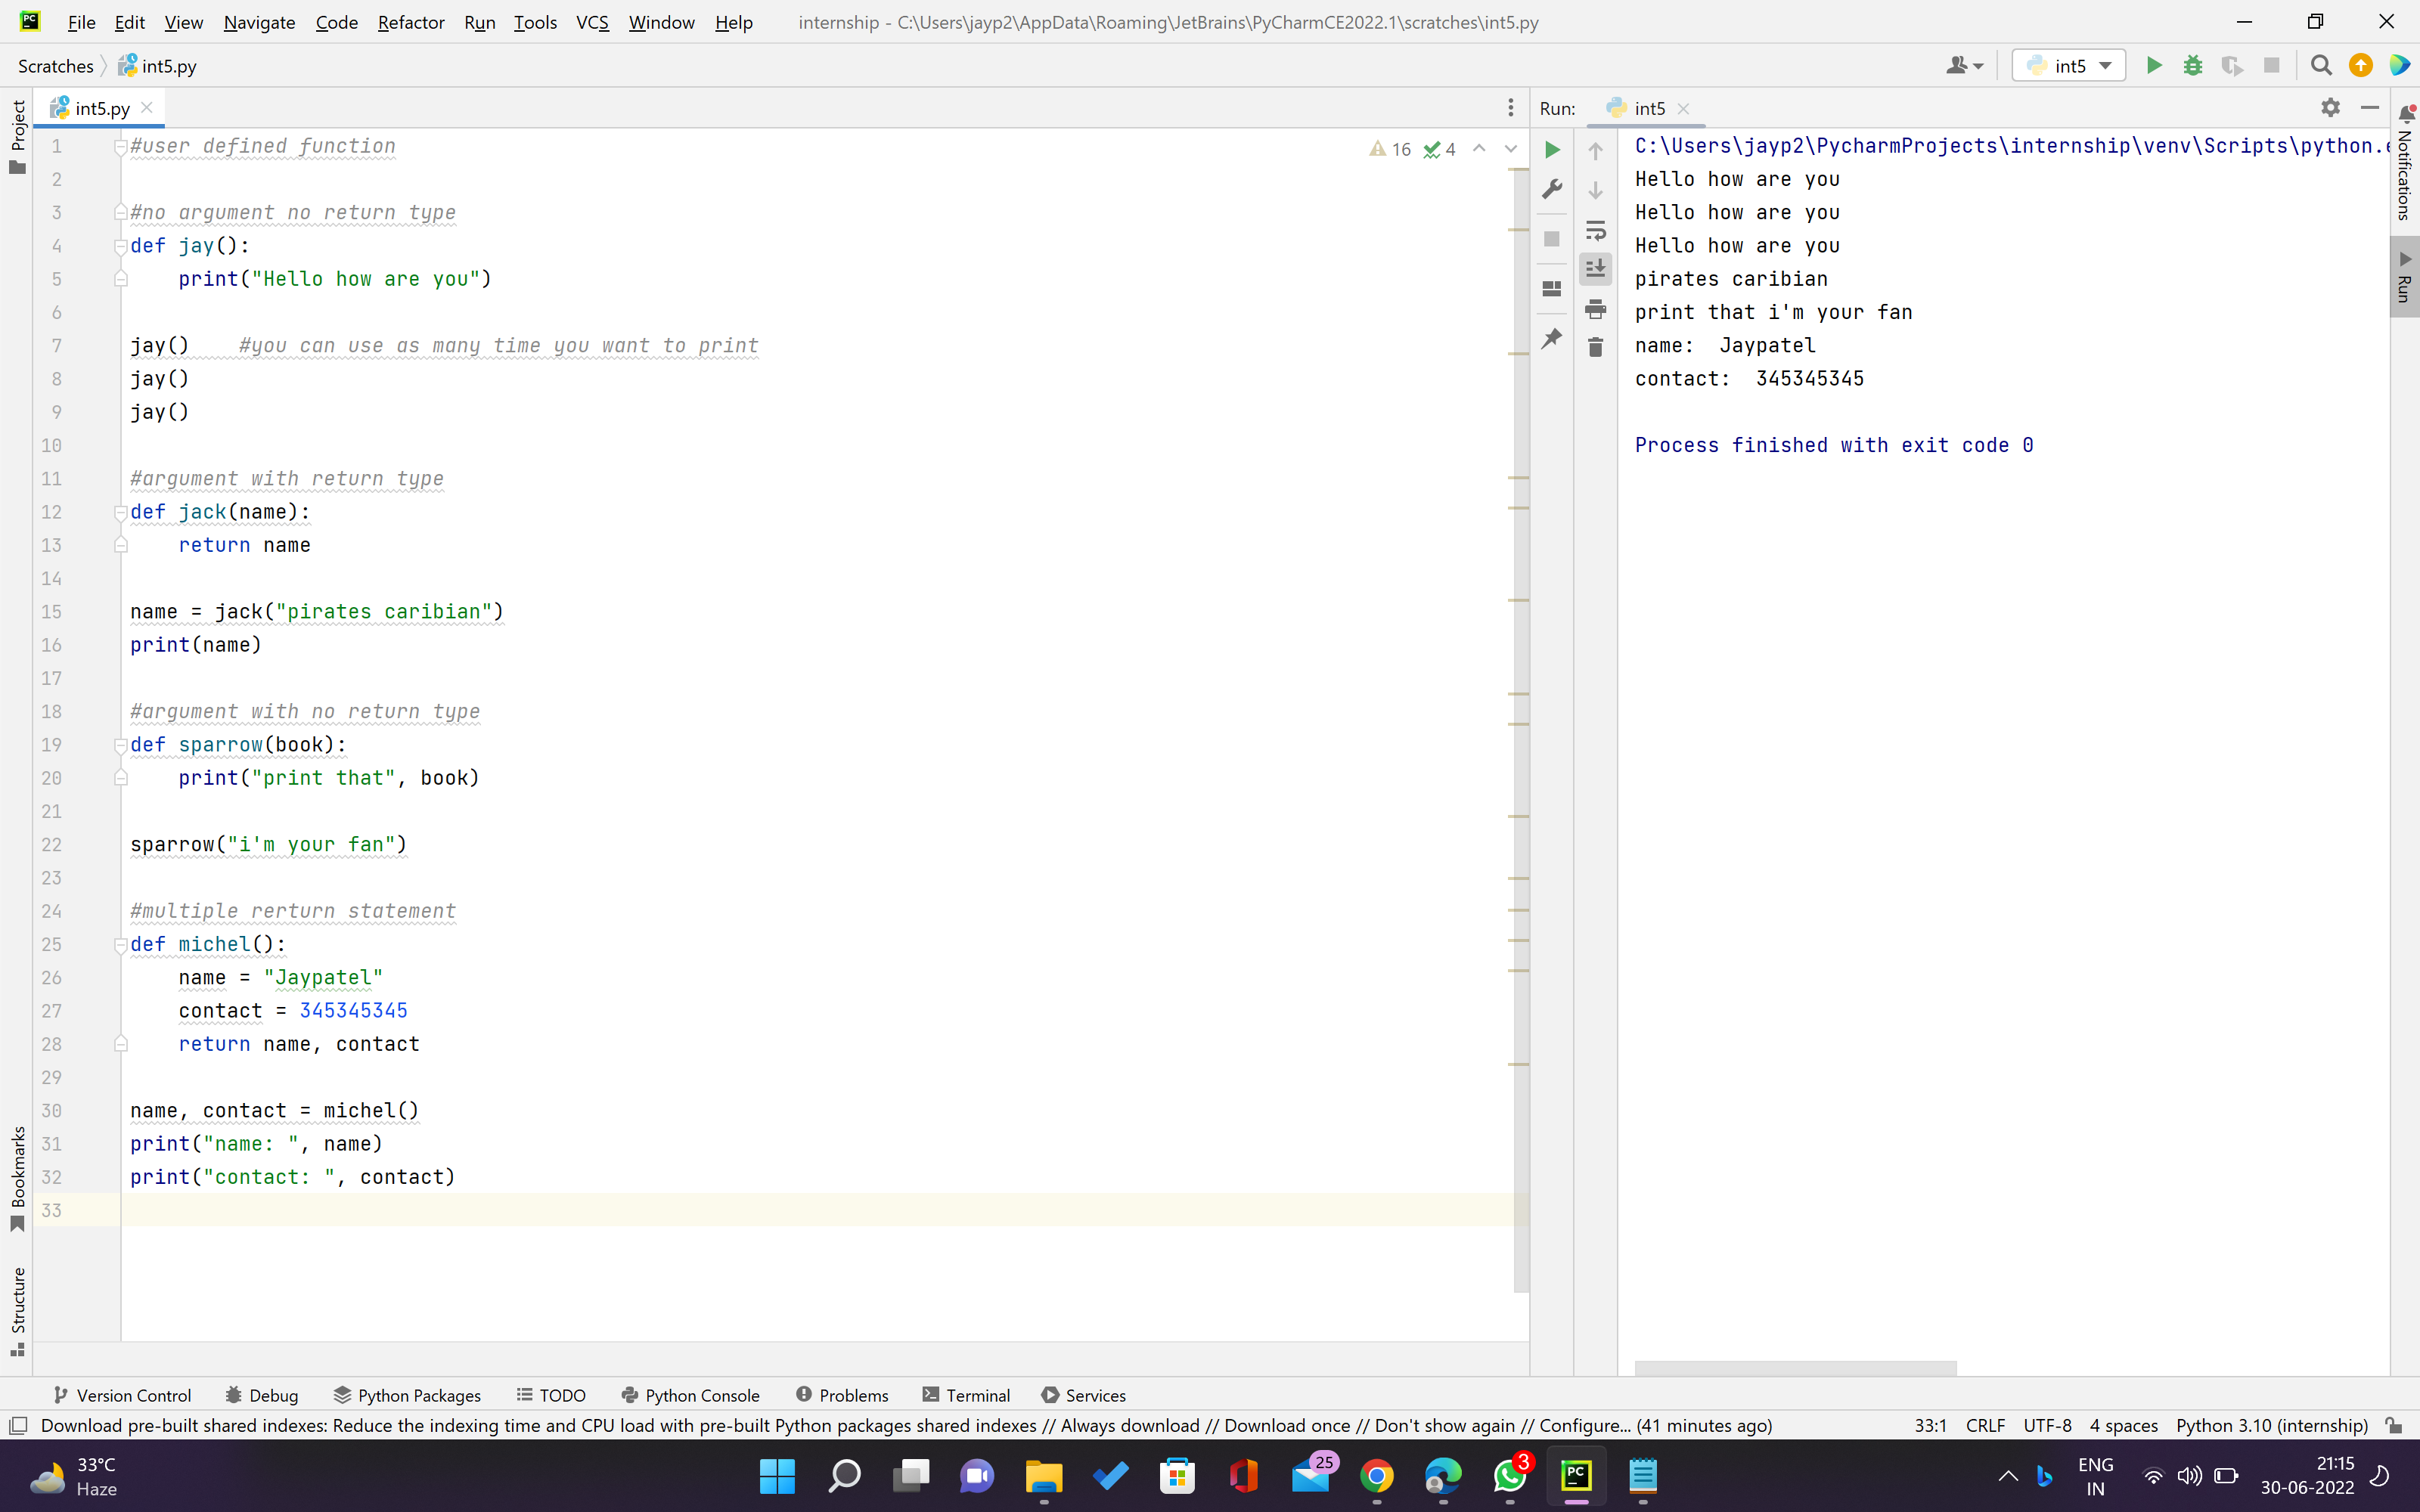 File Edit View Navigate Code Refactor Run Tools VCS Window Help internship - C:\Users\jayp2\AppData\Roaming\JetBrains\PyCharmCE2022.1\scratches\int5.py
Scratches int5.py int5
Project
int5.py
16 4
1 #user defined function
2
3 #no argument no return type
4 def jay():
5     print("Hello how are you")
6
7 jay()    #you can use as many time you want to print
8 jay()
9 jay()
10
11 #argument with return type
12 def jack(name):
13     return name
14
15 name = jack("pirates caribian")
16 print(name)
17
18 #argument with no return type
19 def sparrow(book):
20     print("print that", book)
21
22 sparrow("i'm your fan")
23
24 #multiple rerturn statement
25 def michel():
26     name = "Jaypatel"
27     contact = 345345345
28     return name, contact
29
30 name, contact = michel()
31 print("name: ", name)
32 print("contact: ", contact)
33
Bookmarks
Structure
Run: int5
C:\Users\jayp2\PycharmProjects\internship\venv\Scripts\python.e
Hello how are you
Hello how are you
Hello how are you
pirates caribian
print that i'm your fan
name:  Jaypatel
contact:  345345345
Process finished with exit code 0
Notifications
Run
Version Control Debug Python Packages TODO Python Console Problems Terminal Services
Download pre-built shared indexes: Reduce the indexing time and CPU load with pre-built Python packages shared indexes // Always download // Download once // Don't show again // Configure... (41 minutes ago) 33:1 CRLF UTF-8 4 spaces Python 3.10 (internship)
33°C
Haze
25
3
PC
ENG
IN
21:15
30-06-2022